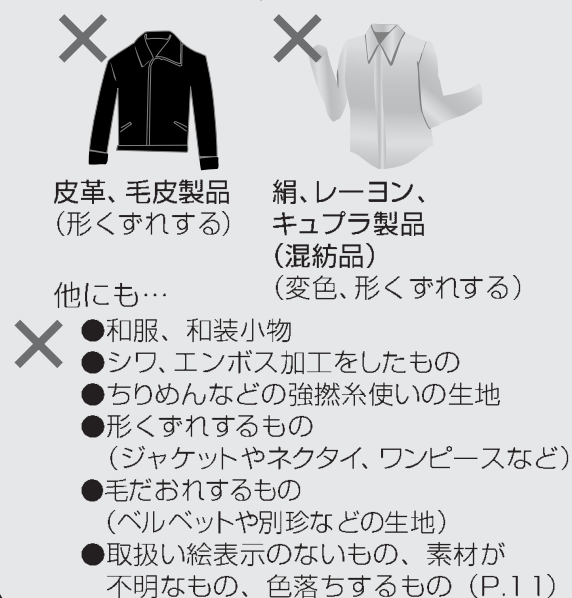 皮革、毛皮製品
(形くずれする)
絹、レーヨン、
キュプラ製品
(混紡品)
(変色、形くずれする)
他にも…
●和服、和装小物
●シワ、エンボス加工をしたもの
●ちりめんなどの強撚糸使いの生地
●形くずれするもの
(ジャケットやネクタイ、ワンピースなど)
●毛だおれするもの
(ベルベットや別珍などの生地)
●取扱い絵表示のないもの、素材が
不明なもの、色落ちするもの(P.11)